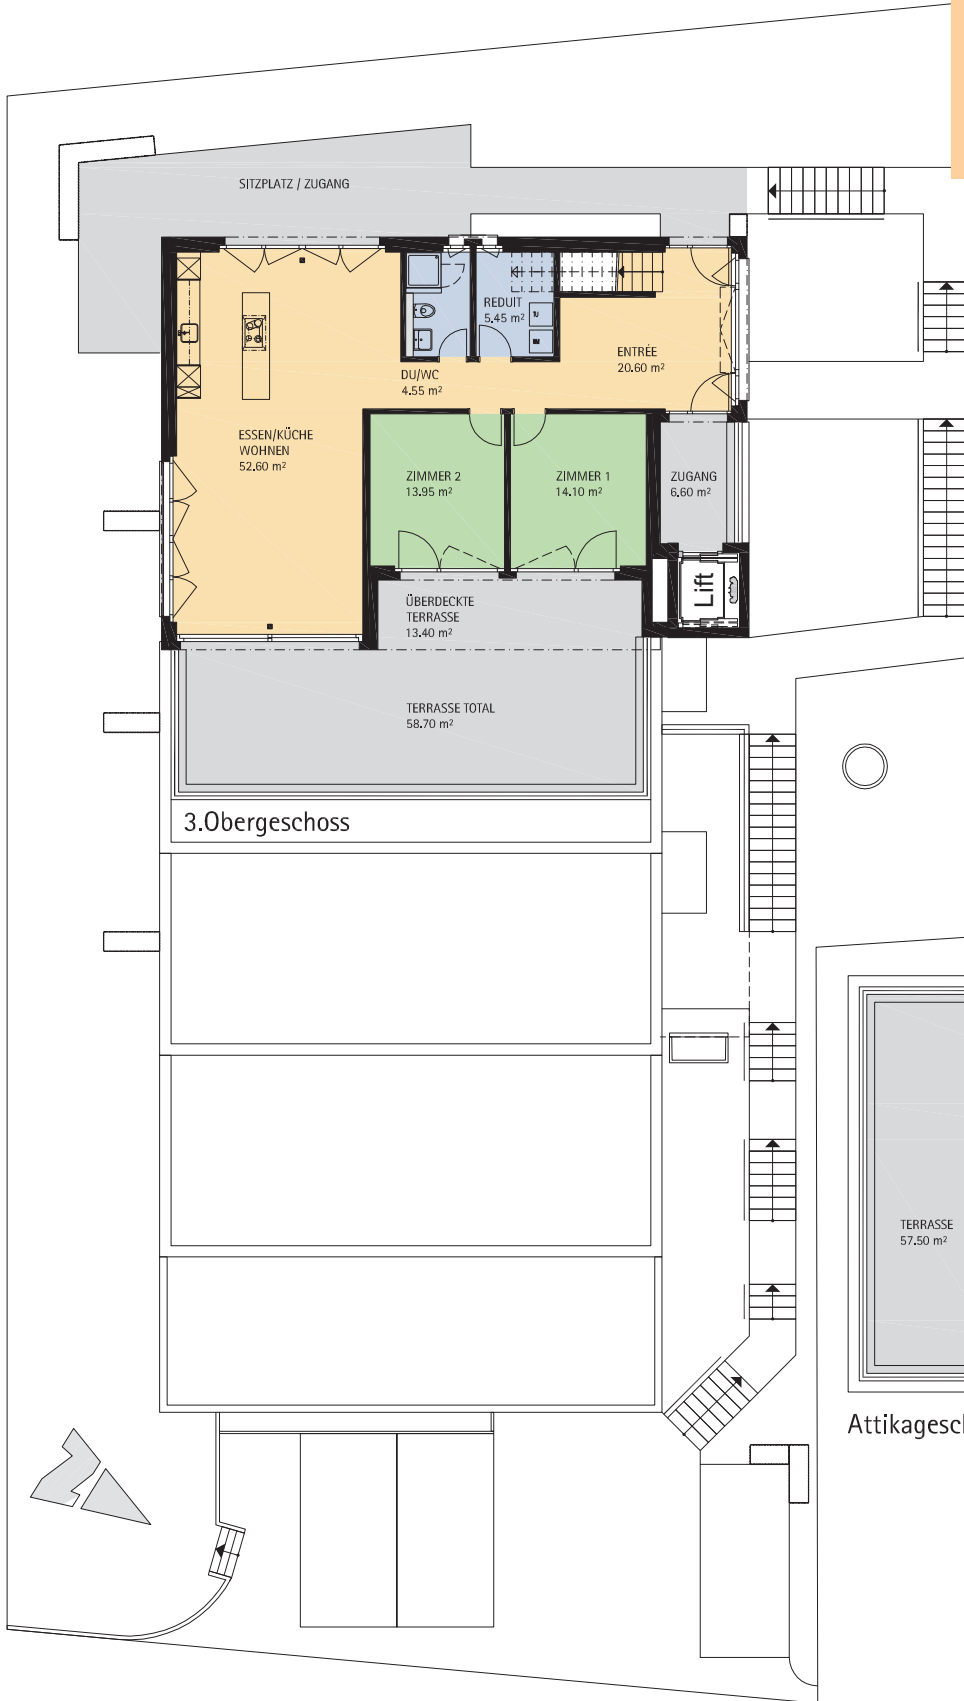 SITZPLATZ / ZUGANG
REDUIT
5.45 m²
ENTRÉE
20.60 m²
DU/WC
4.55 m²
ESSEN/KÜCHE
WOHNEN
52.60 m²
ZIMMER 2
13.95 m²
ZIMMER 1
14.10 m²
ZUGANG
6.60 m²
Lift
ÜBERDECKTE
TERRASSE
13.40 m²
TERRASSE TOTAL
58.70 m²
3.Obergeschoss
TERRASSE
57.50 m²
Attikagesch